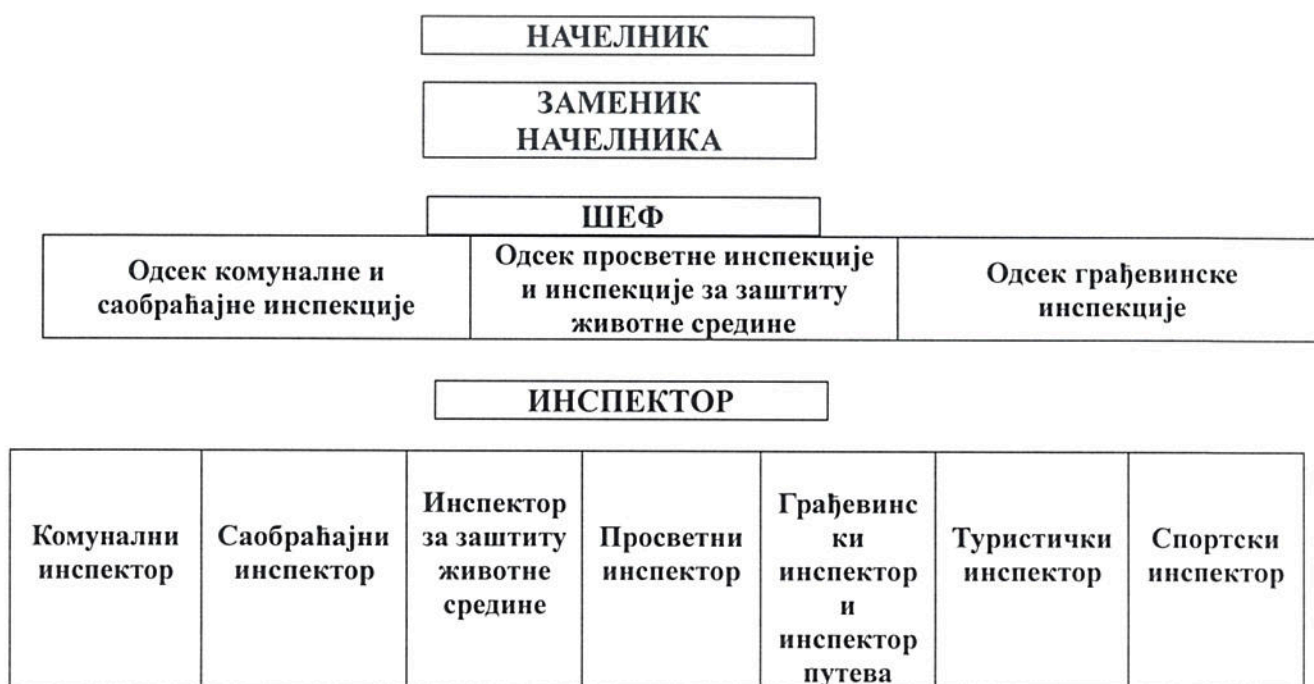 НАЧЕЛНИК
ЗАМЕНИК
НАЧЕЛНИКА
ШЕФ
Одсек комуналне и
саобраћајне инспекције
Одсек просветне инспекције
и инспекције за заштиту
животне средине
Одсек грађевинске
инспекције
ИНСПЕКТОР
Комунални
инспектор
Саобраћајни
инспектор
Инспектор
за заштиту
животне
средине
Просветни
инспектор
Грађевинс
ки
инспектор
и
инспектор
путева
Туристички
инспектор
Спортски
инспектор